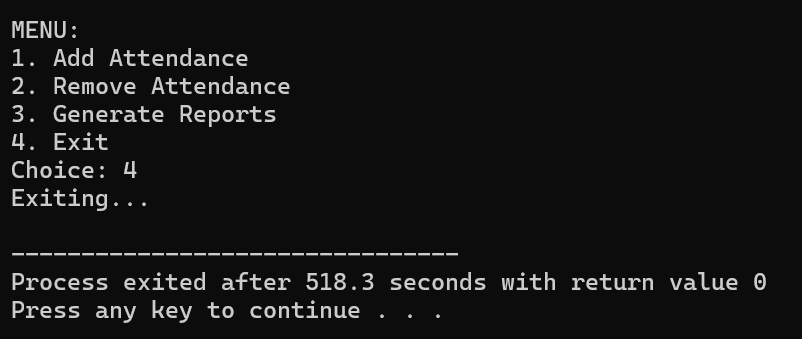 MENU:
1. Add Attendance
2. Remove Attendance
3. Generate Reports
4. Exit
Choice: 4
Exiting...
--------------------------------
Process exited after 518.3 seconds with return value 0
Press any key to continue . . .